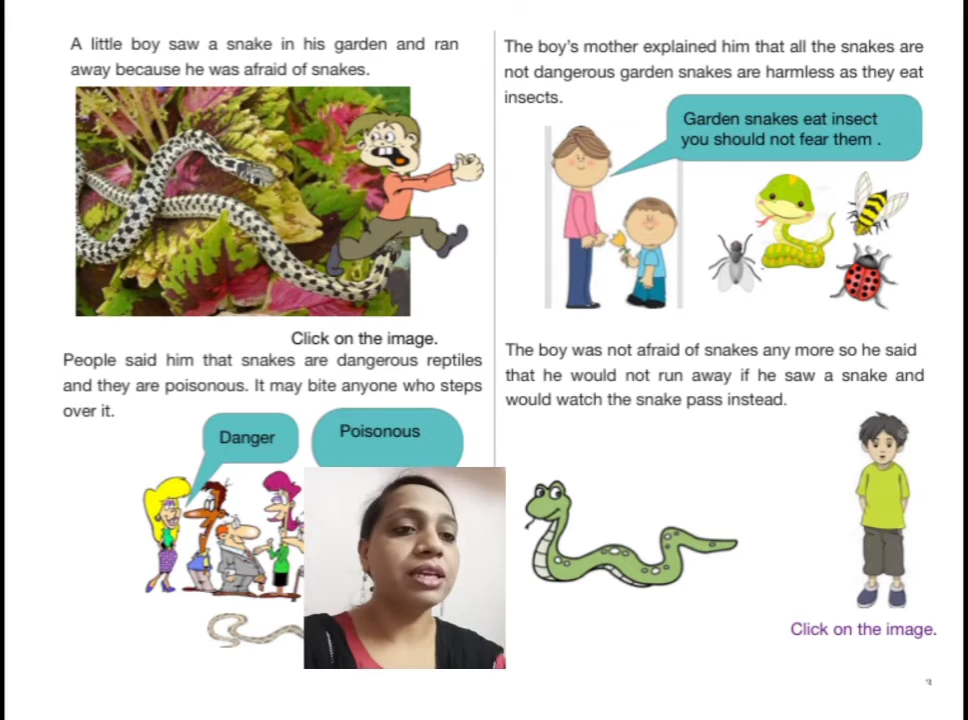 A little boy saw a snake in his garden and ran
away because he was afraid of snakes.
Click on the image.
People said him that snakes are dangerous reptiles
and they are poisonous. It may bite anyone who steps
over it.
Danger
Poisonous
The boy's mother explained him that all the snakes are
not dangerous garden snakes are harmless as they eat
insects.
Garden snakes eat insect
you should not fear them .
The boy was not afraid of snakes any more so he said
that he would not run away if he saw a snake and
would watch the snake pass instead.
Click on the image.
3